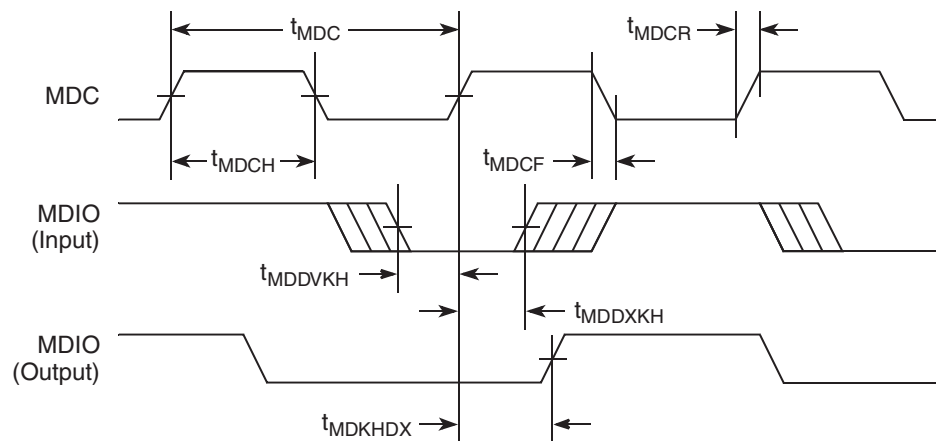 tMDC
tMDCR
MDC
tMDCH
tMDCF
MDIO
(Input)
tMDDVKH
tMDDXKH
MDIO
(Output)
tMDKHDX